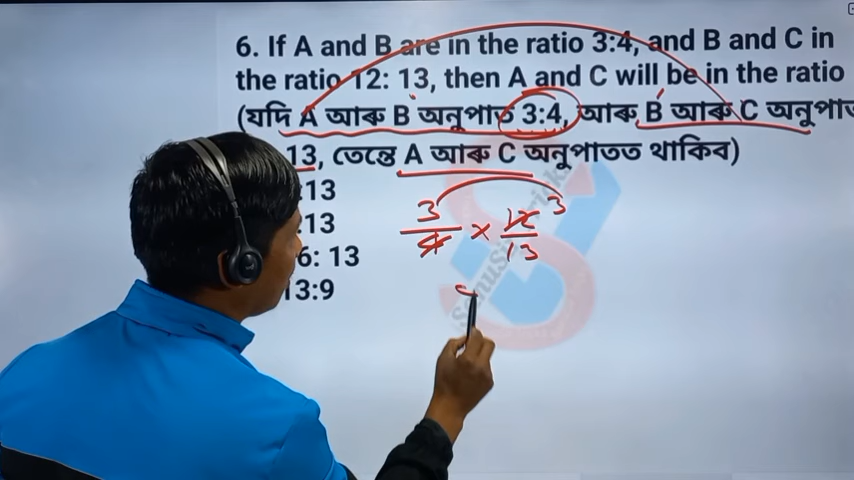 6. If A and B are in the ratio 3:4, and B and C in
the ratio 12: 13, then A and C will be in the ratio
(যদি A আৰু B অনুপাত 3:4, আৰু B আৰু C অনুপাত
13, তেন্তে A আৰু C অনুপাতত থাকিব)
:13
:13
6: 13
13:9
3/4 × 12/13 3